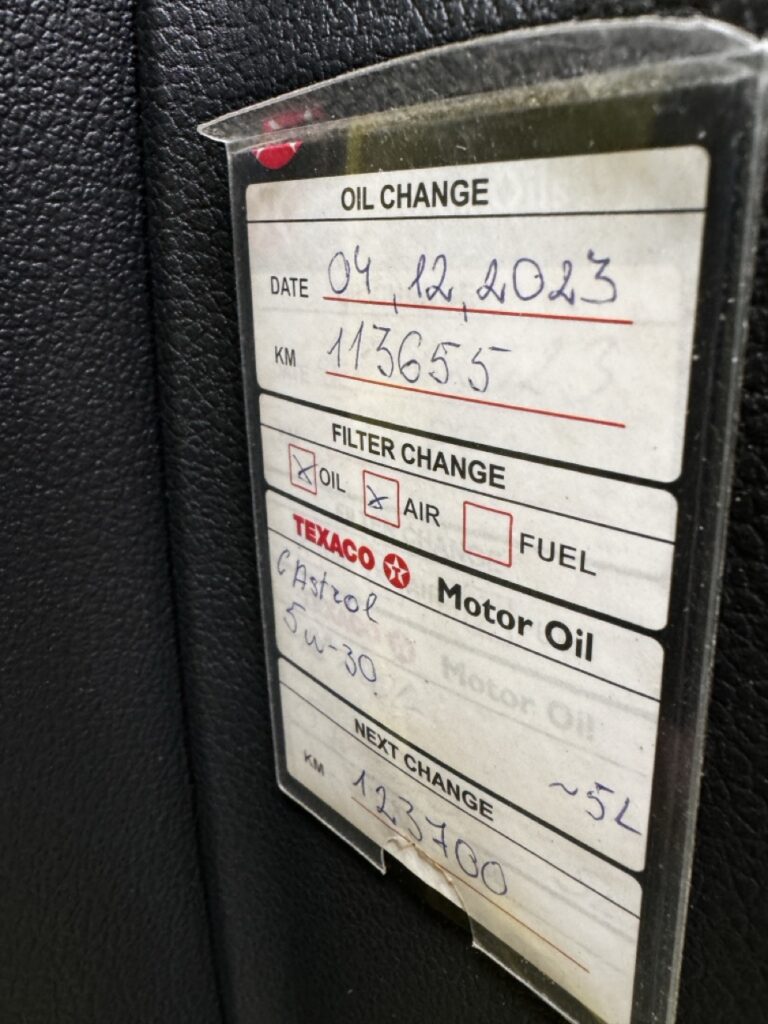 OIL CHANGE
DATE 04,12,2023
KM 113655
FILTER CHANGE
OIL AIR FUEL
TEXACO T Motor Oil
CAstrol
5w-30
~5L
NEXT CHANGE
KM 123700